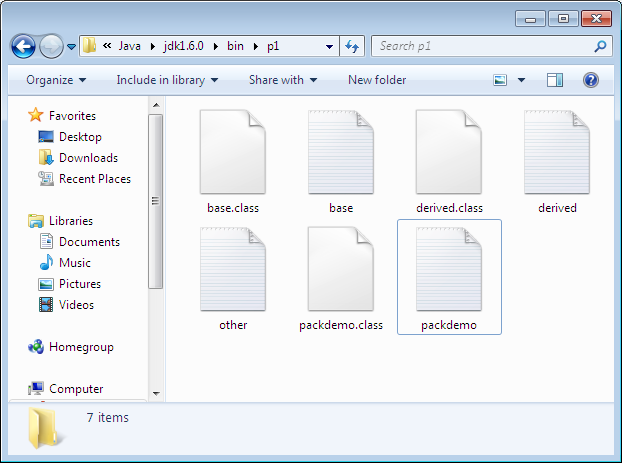 « Java jdk1.6.0 bin p1 Search p1
Organize Include in library Share with New folder
Favorites
Desktop
Downloads
Recent Places
Libraries
Documents
Music
Pictures
Videos
Homegroup
Computer
base.class base derived.class derived
other packdemo.class packdemo
7 items